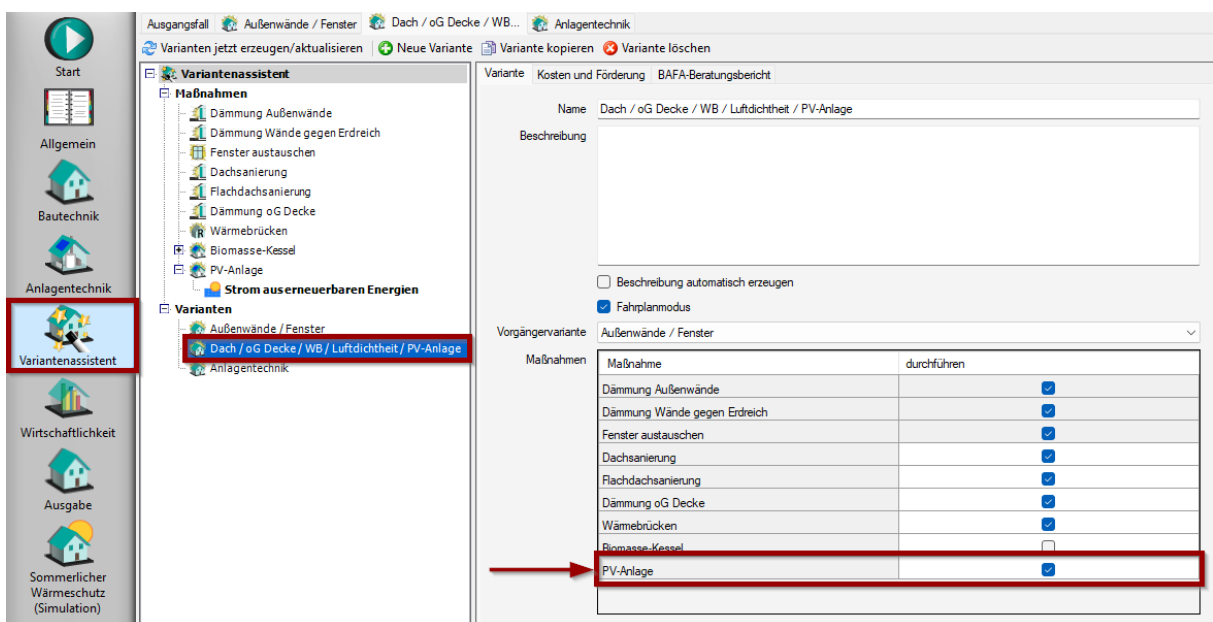 Ausgangsfall Außenwände / Fenster Dach / oG Decke / WB... Anlagentechnik
Varianten jetzt erzeugen/aktualisieren Neue Variante Variante kopieren Variante löschen
Start
Allgemein
Bautechnik
Anlagentechnik
Variantenassistent
Wirtschaftlichkeit
Ausgabe
Sommerlicher
Wärmeschutz
(Simulation)
Variantenassistent
Maßnahmen
Dämmung Außenwände
Dämmung Wände gegen Erdreich
Fenster austauschen
Dachsanierung
Flachdachsanierung
Dämmung oG Decke
Wärmebrücken
Biomasse-Kessel
PV-Anlage
Strom aus erneuerbaren Energien
Varianten
Außenwände / Fenster
Dach / oG Decke / WB / Luftdichtheit / PV-Anlage
Anlagentechnik
Variante Kosten und Förderung BAFA-Beratungsbericht
Name Dach / oG Decke / WB / Luftdichtheit / PV-Anlage
Beschreibung
Beschreibung automatisch erzeugen
Fahrplanmodus
Vorgängervariante Außenwände / Fenster
Maßnahmen
Maßnahme durchführen
Dämmung Außenwände
Dämmung Wände gegen Erdreich
Fenster austauschen
Dachsanierung
Flachdachsanierung
Dämmung oG Decke
Wärmebrücken
Biomasse-Kessel
PV-Anlage